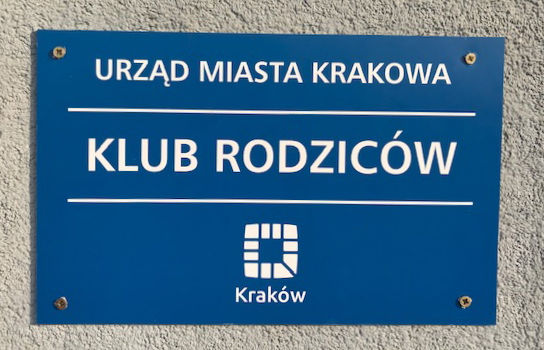 URZĄD MIASTA KRAKOWA
KLUB RODZICÓW
Kraków